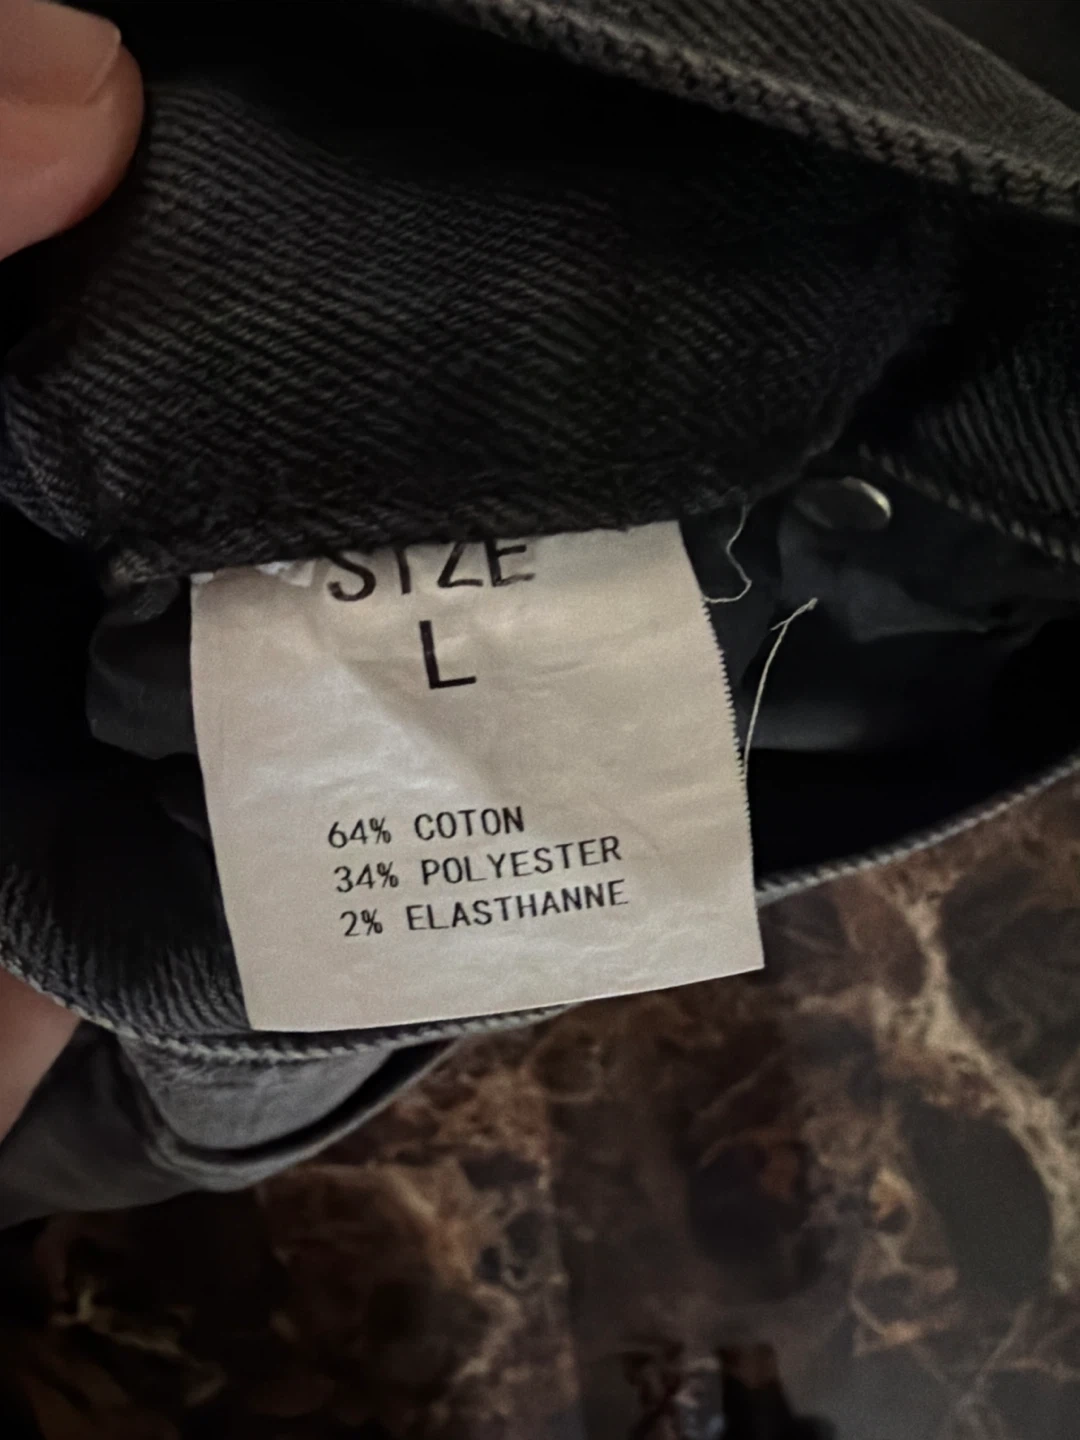 SIZE
L
64% COTON
34% POLYESTER
2% ELASTHANNE